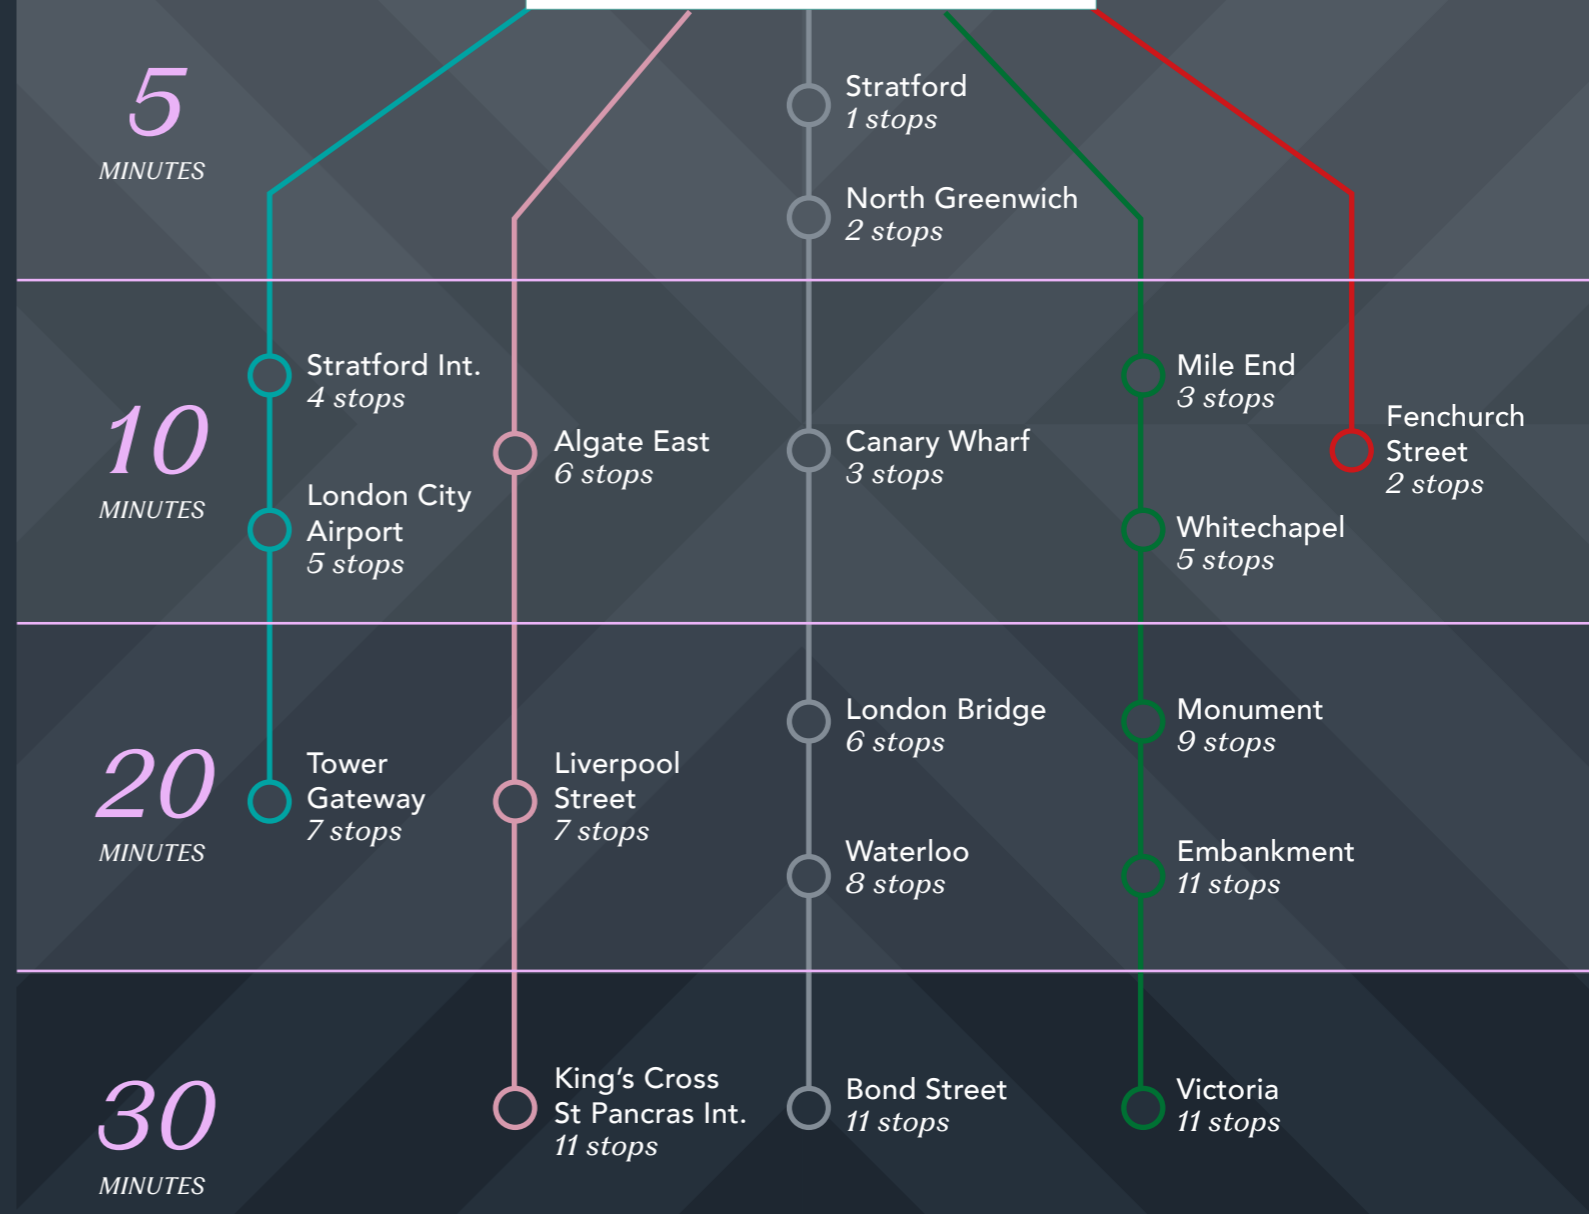 5
MINUTES
Stratford
1 stops
North Greenwich
2 stops
10
MINUTES
Stratford Int.
4 stops
London City
Airport
5 stops
Algate East
6 stops
Canary Wharf
3 stops
Mile End
3 stops
Whitechapel
5 stops
Fenchurch
Street
2 stops
20
MINUTES
Tower
Gateway
7 stops
Liverpool
Street
7 stops
London Bridge
6 stops
Waterloo
8 stops
Monument
9 stops
Embankment
11 stops
30
MINUTES
King’s Cross
St Pancras Int.
11 stops
Bond Street
11 stops
Victoria
11 stops